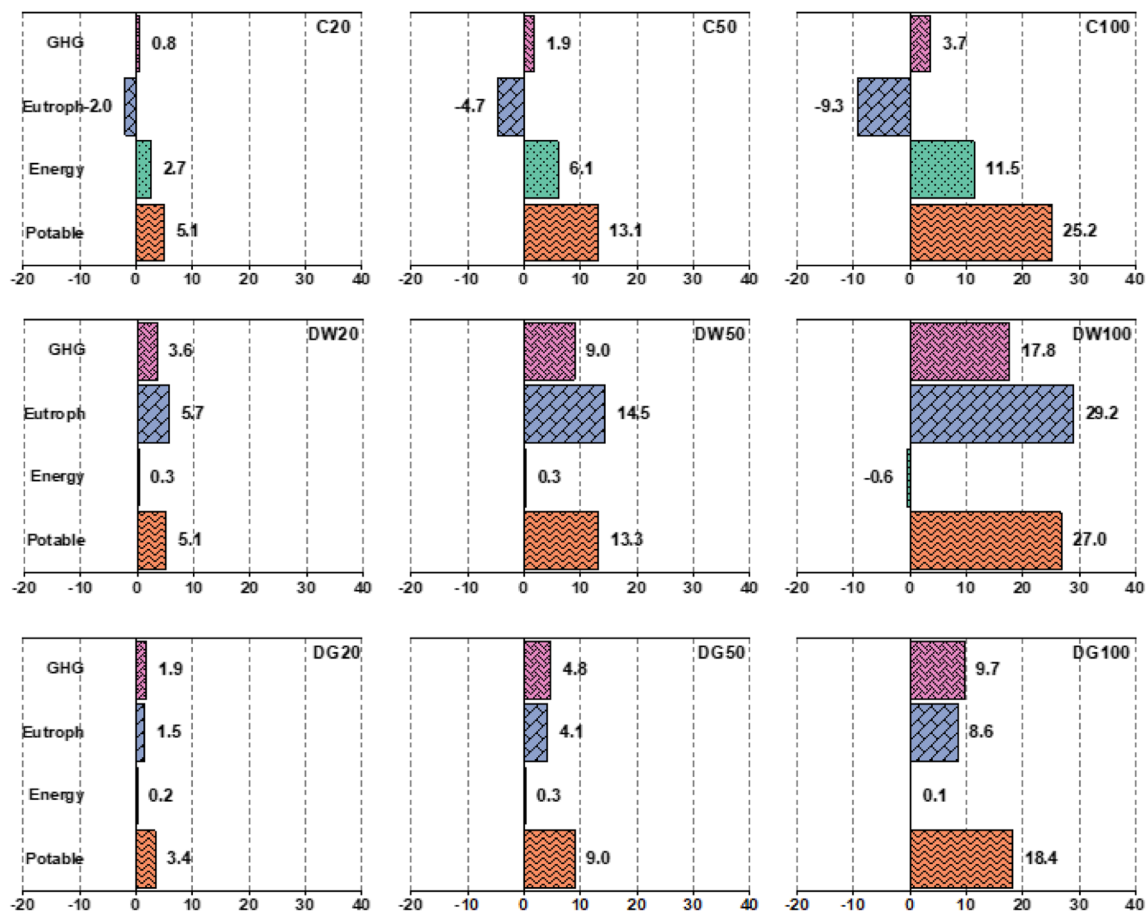 C20 C50 C100
GHG 0.8 1.9 3.7
Eutroph -2.0 -4.7 -9.3
Energy 2.7 6.1 11.5
Potable 5.1 13.1 25.2
-20 -10 0 10 20 30 40 -20 -10 0 10 20 30 40 -20 -10 0 10 20 30 40
DW20 DW50 DW100
GHG 3.6 9.0 17.8
Eutroph 5.7 14.5 29.2
Energy 0.3 0.3 -0.6
Potable 5.1 13.3 27.0
-20 -10 0 10 20 30 40 -20 -10 0 10 20 30 40 -20 -10 0 10 20 30 40
DG20 DG50 DG100
GHG 1.9 4.8 9.7
Eutroph 1.5 4.1 8.6
Energy 0.2 0.3 0.1
Potable 3.4 9.0 18.4
-20 -10 0 10 20 30 40 -20 -10 0 10 20 30 40 -20 -10 0 10 20 30 40